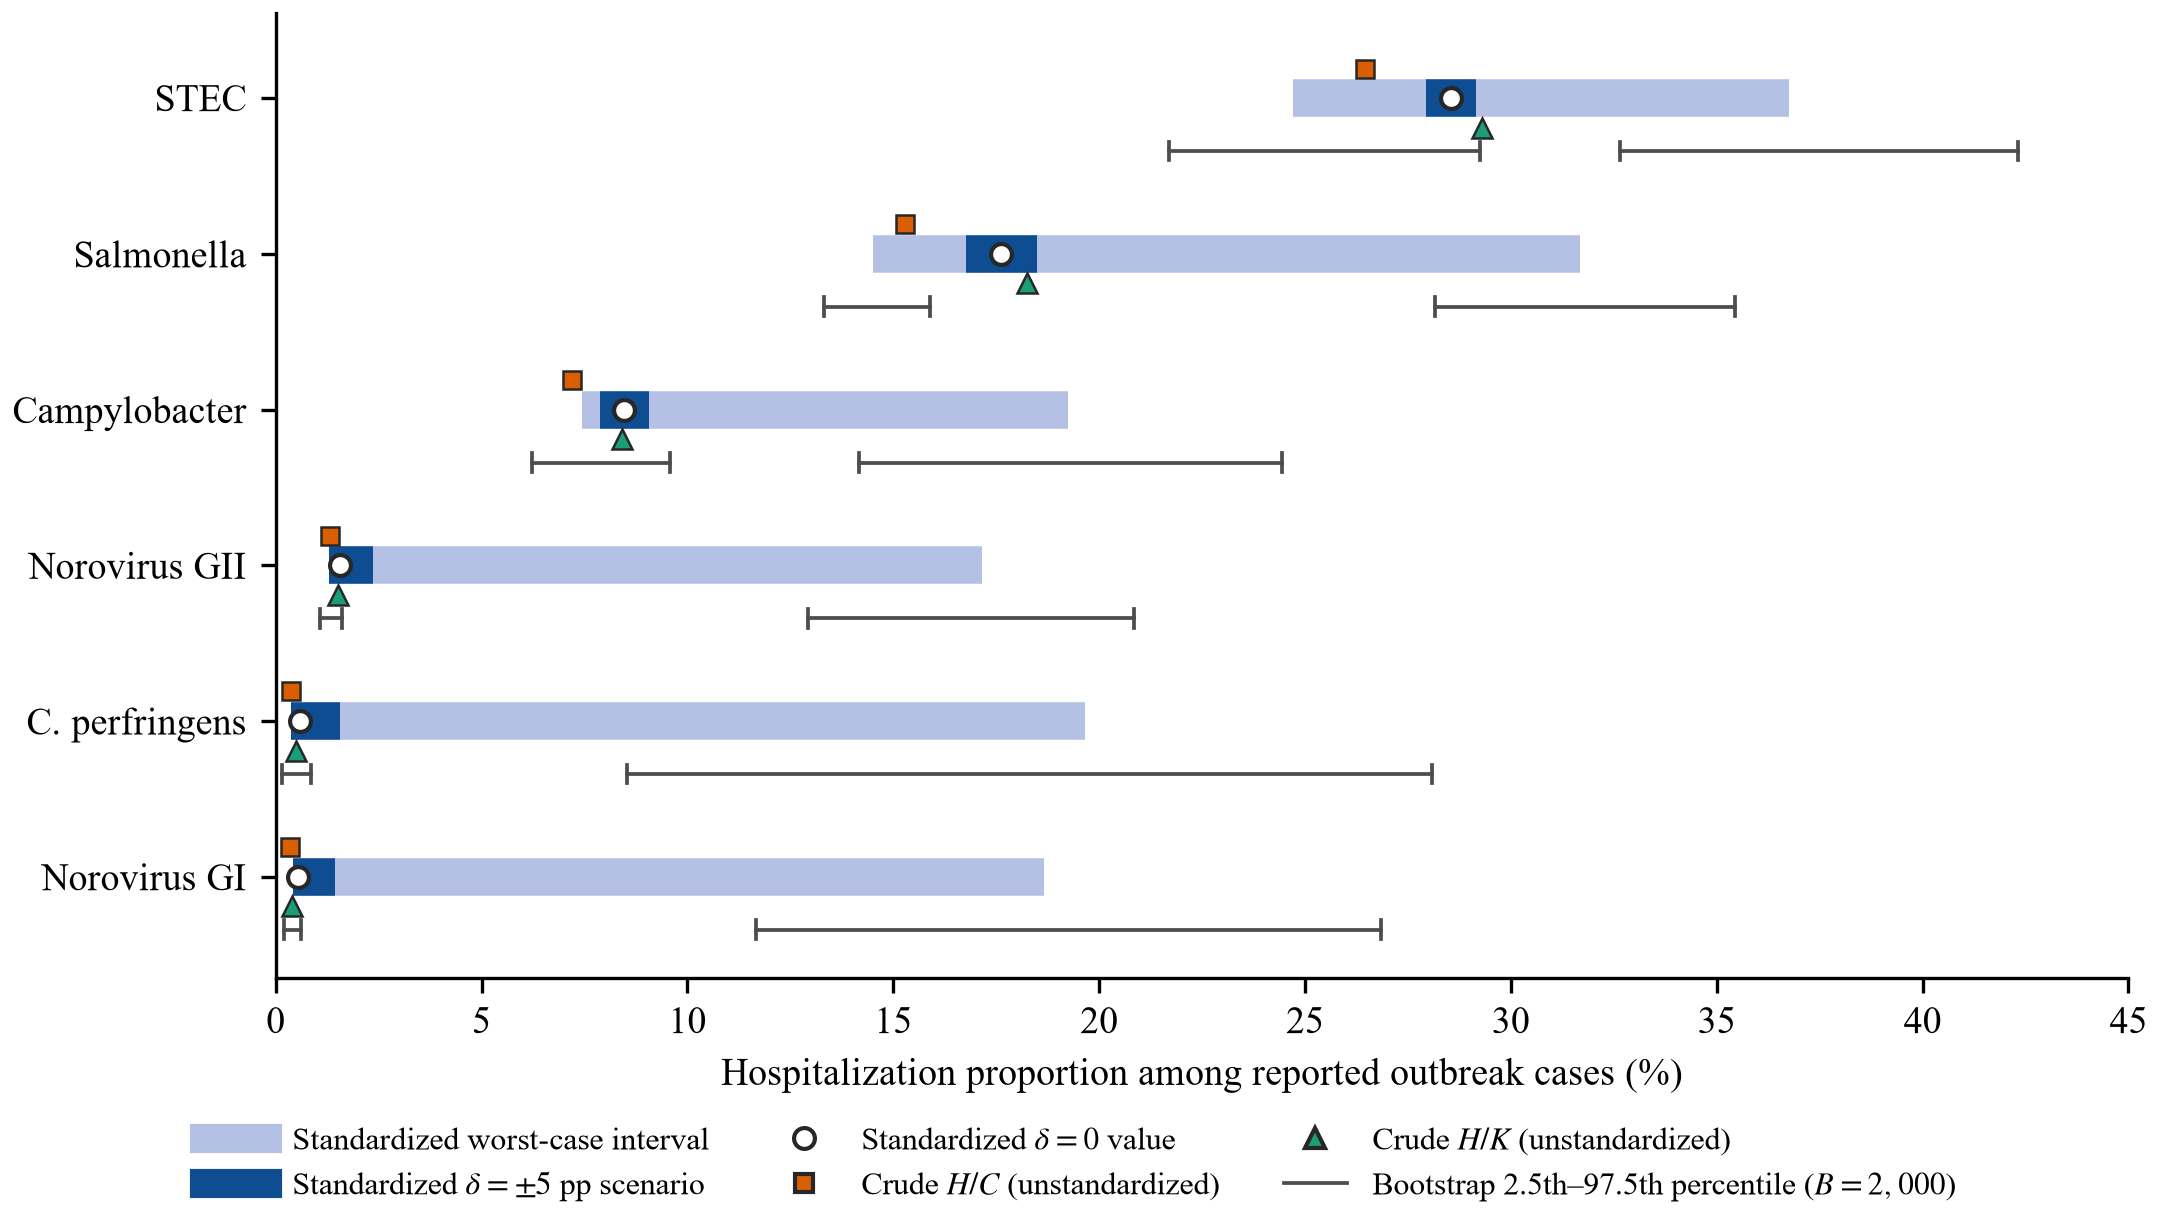 STEC
Salmonella
Campylobacter
Norovirus GII
C. perfringens
Norovirus GI
0 5 10 15 20 25 30 35 40 45
Hospitalization proportion among reported outbreak cases (%)
Standardized worst-case interval
Standardized δ = ±5 pp scenario
Standardized δ = 0 value
Crude H/C (unstandardized)
Crude H/K (unstandardized)
Bootstrap 2.5th–97.5th percentile (B = 2, 000)